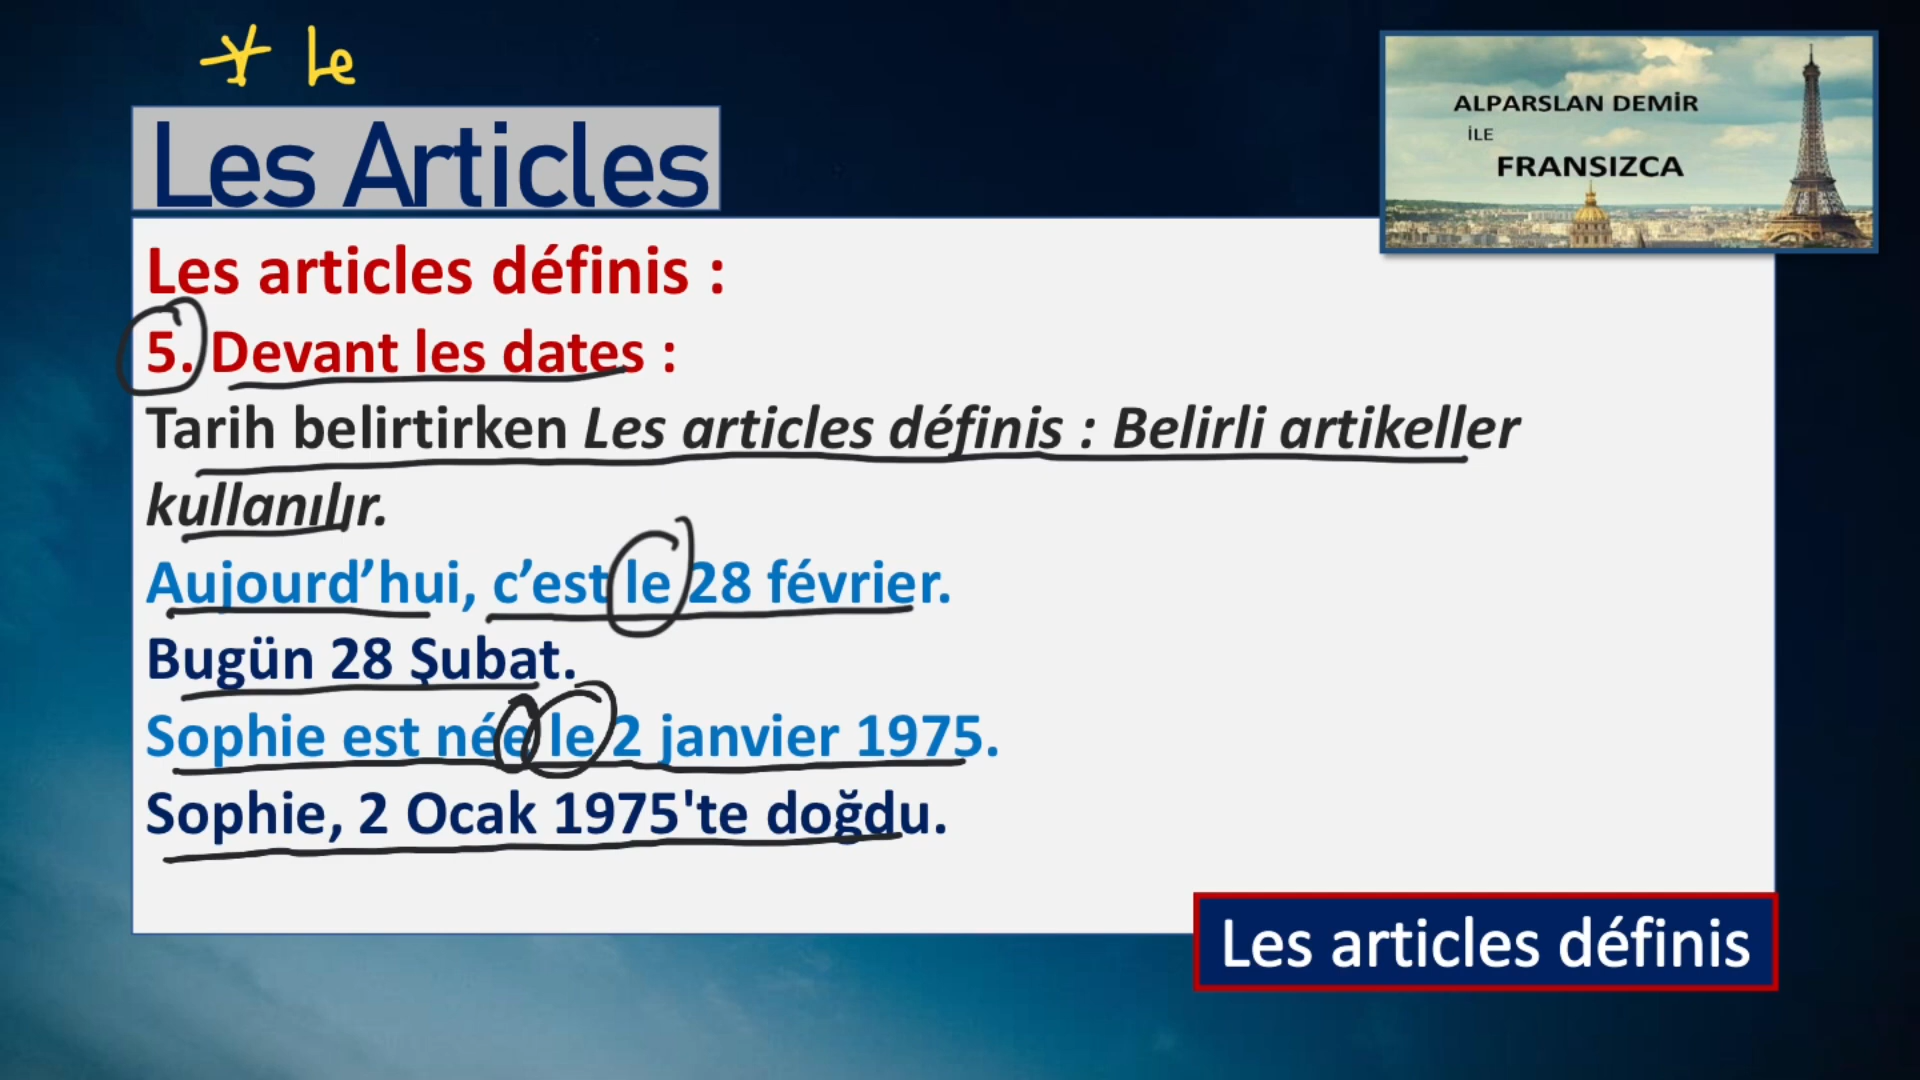 * Le
Les Articles
ALPARSLAN DEMİR
İLE
FRANSIZCA
Les articles définis :
5. Devant les dates :
Tarih belirtirken Les articles définis : Belirli artikeller
kullanılır.
Aujourd’hui, c’est le 28 février.
Bugün 28 Şubat.
Sophie est née le 2 janvier 1975.
Sophie, 2 Ocak 1975'te doğdu.
Les articles définis